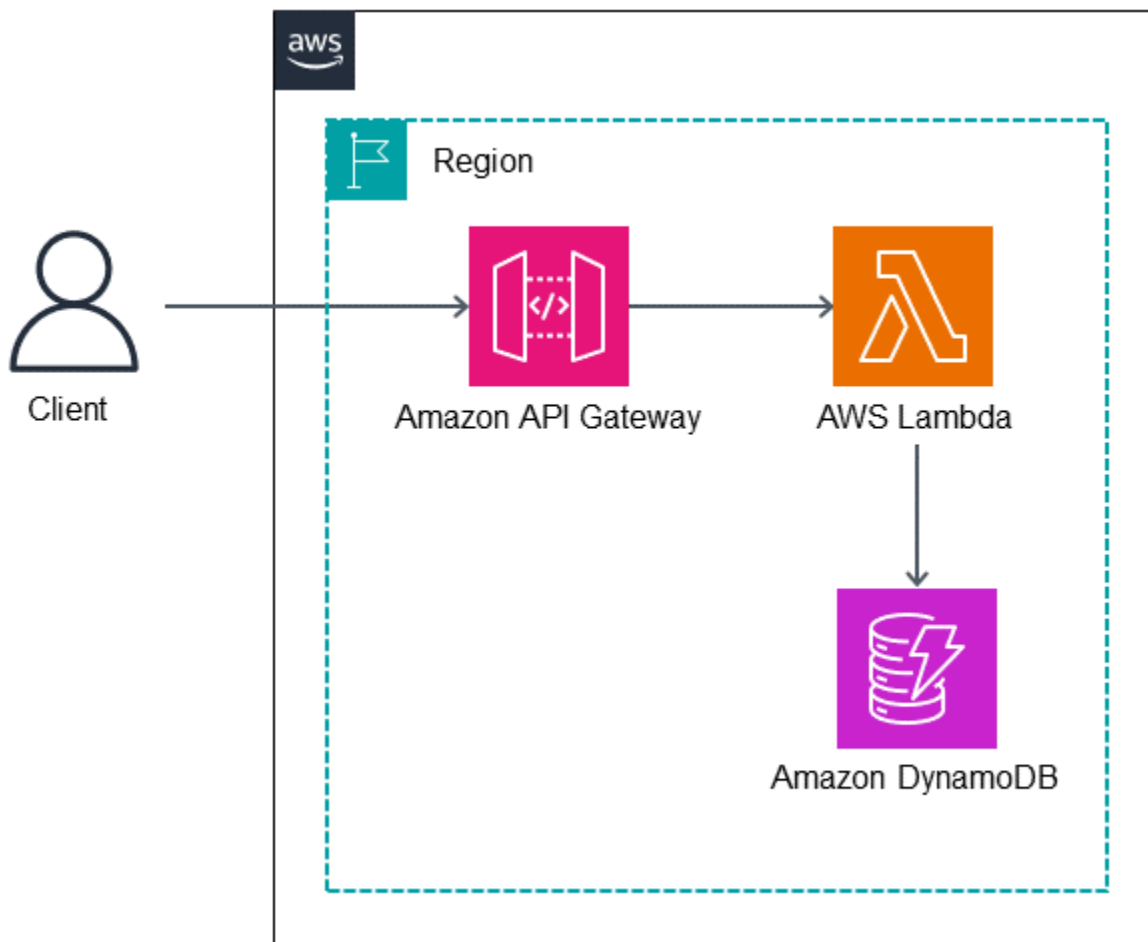 aws
Region
</>
Client
Amazon API Gateway
AWS Lambda
Amazon DynamoDB